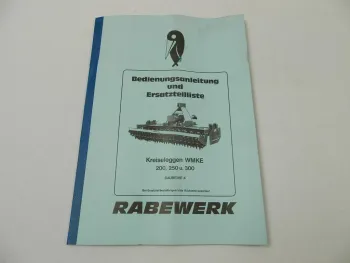 Bedienungsanleitung
und
Ersatzteilliste
Kreiseleggen WMKE
200, 250 u. 300
RABEWERK